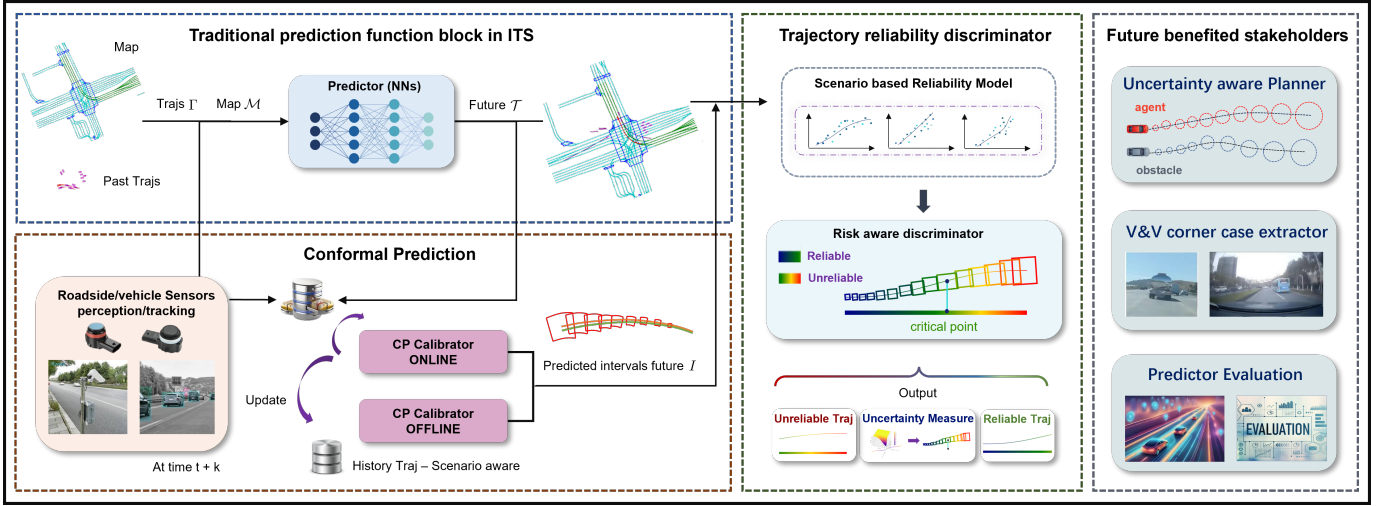 Traditional prediction function block in ITS
Map
Trajs Γ
Map ℳ
Predictor (NNs)
Future 𝒯
Past Trajs
Conformal Prediction
Roadside/vehicle Sensors
perception/tracking
At time t + k
Update
CP Calibrator
ONLINE
CP Calibrator
OFFLINE
History Traj – Scenario aware
Predicted intervals future I
Trajectory reliability discriminator
Scenario based Reliability Model
Risk aware discriminator
Reliable
Unreliable
critical point
Output
Unreliable Traj
Uncertainty Measure
Reliable Traj
Future benefited stakeholders
Uncertainty aware Planner
agent
obstacle
V&V corner case extractor
Predictor Evaluation
EVALUATION